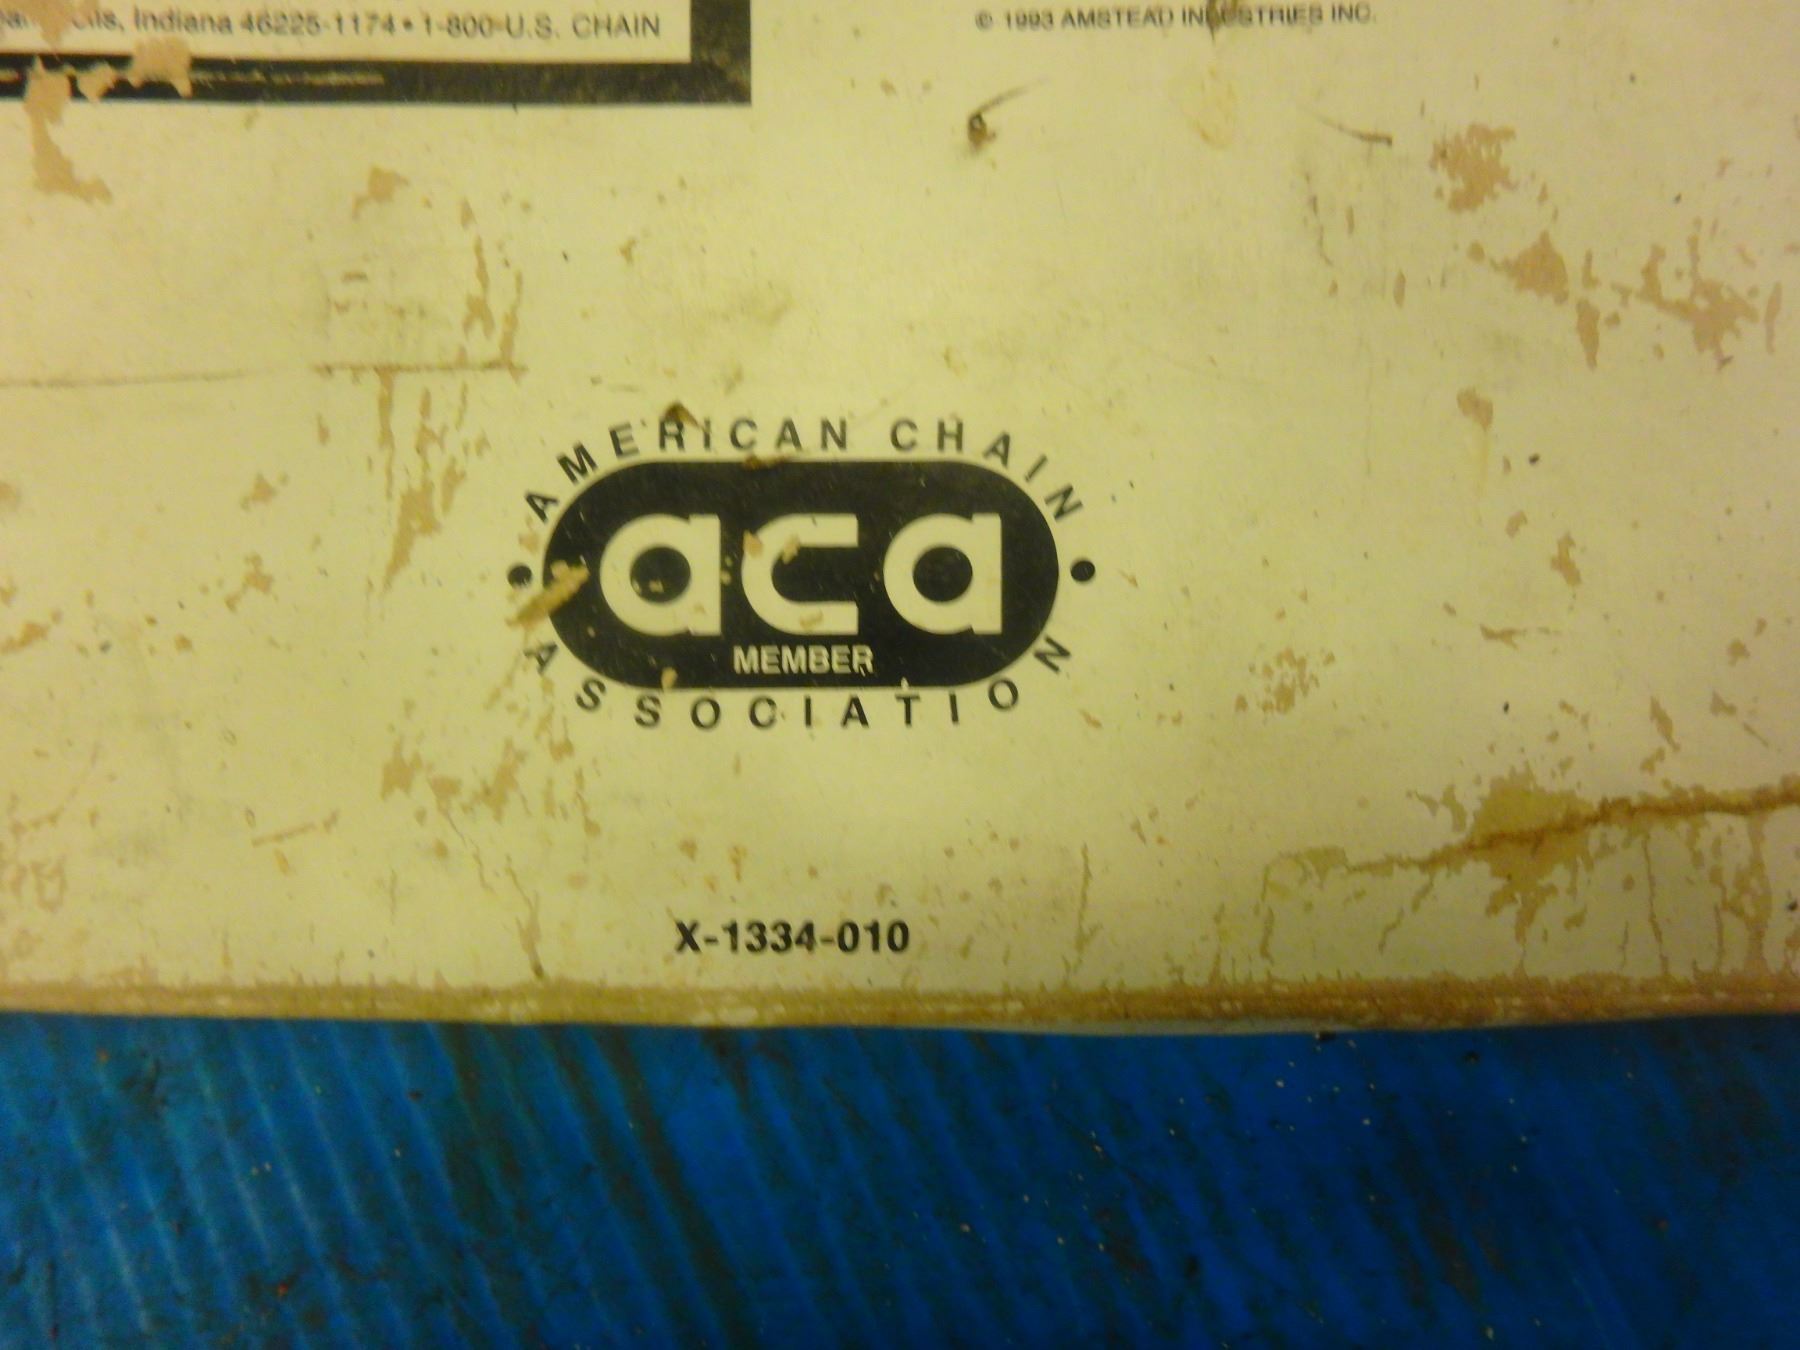 Indiana 46225-1174 • 1-800-U.S. CHAIN
© 1993 AMSTEAD INDUSTRIES INC.
• AMERICAN CHAIN •
aca
MEMBER
ASSOCIATION
X-1334-010